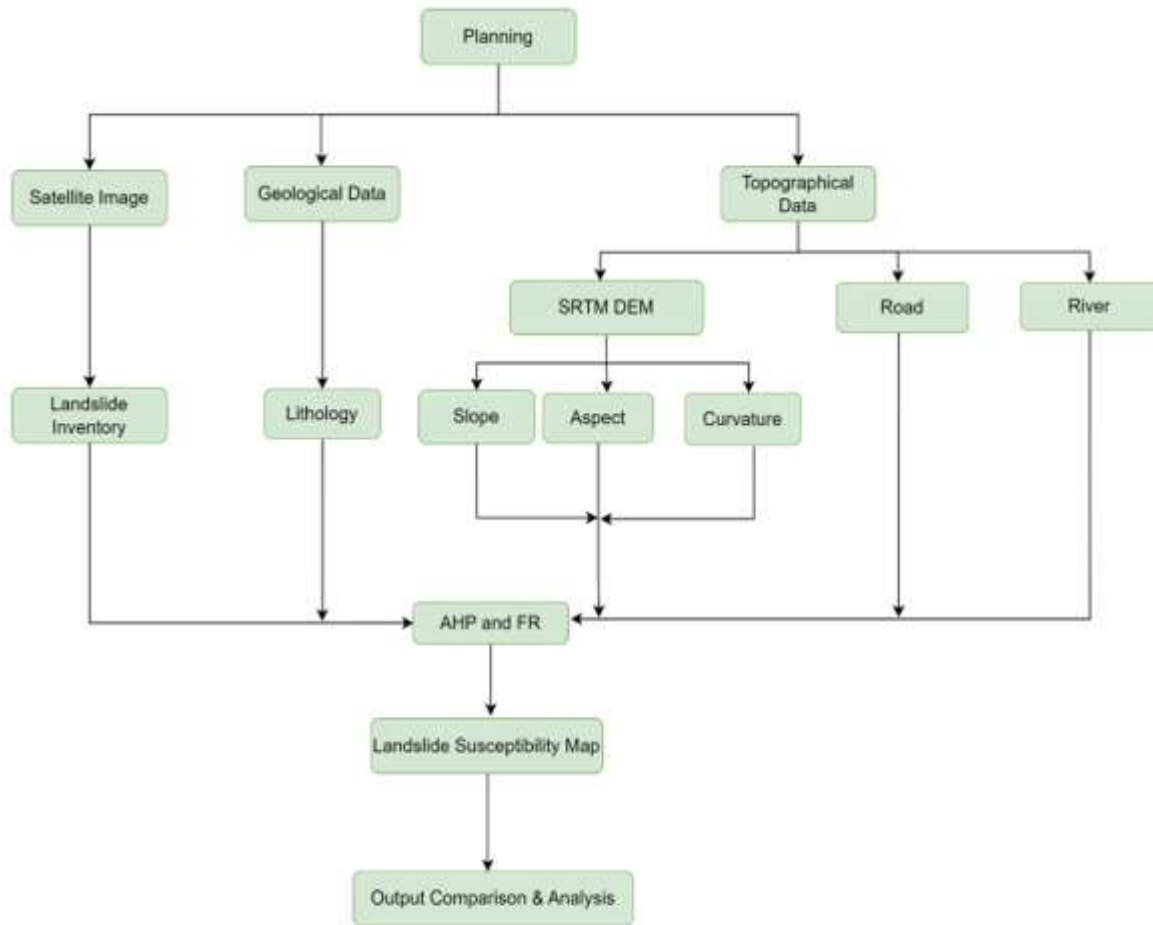 Planning
Satellite Image
Geological Data
Topographical
Data
SRTM DEM
Road
River
Landslide
Inventory
Lithology
Slope
Aspect
Curvature
AHP and FR
Landslide Susceptibility Map
Output Comparison & Analysis